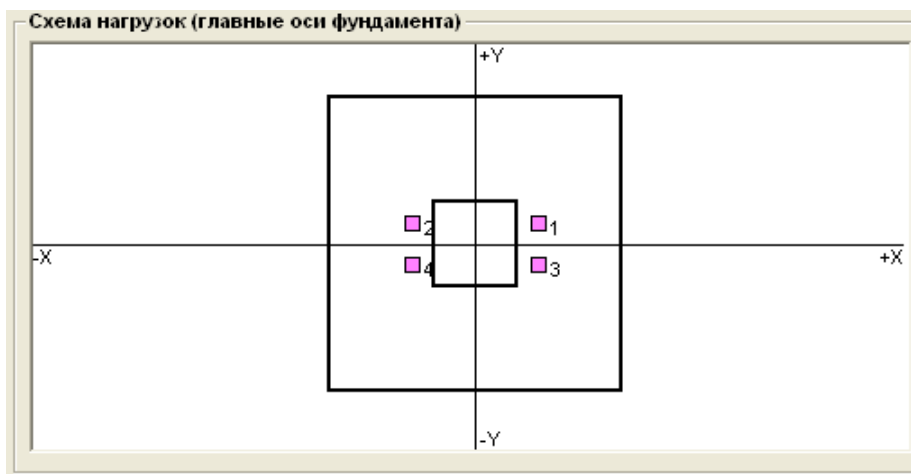 Схема нагрузок (главные оси фундамента)
+Y
2
1
-X
+X
4
3
-Y